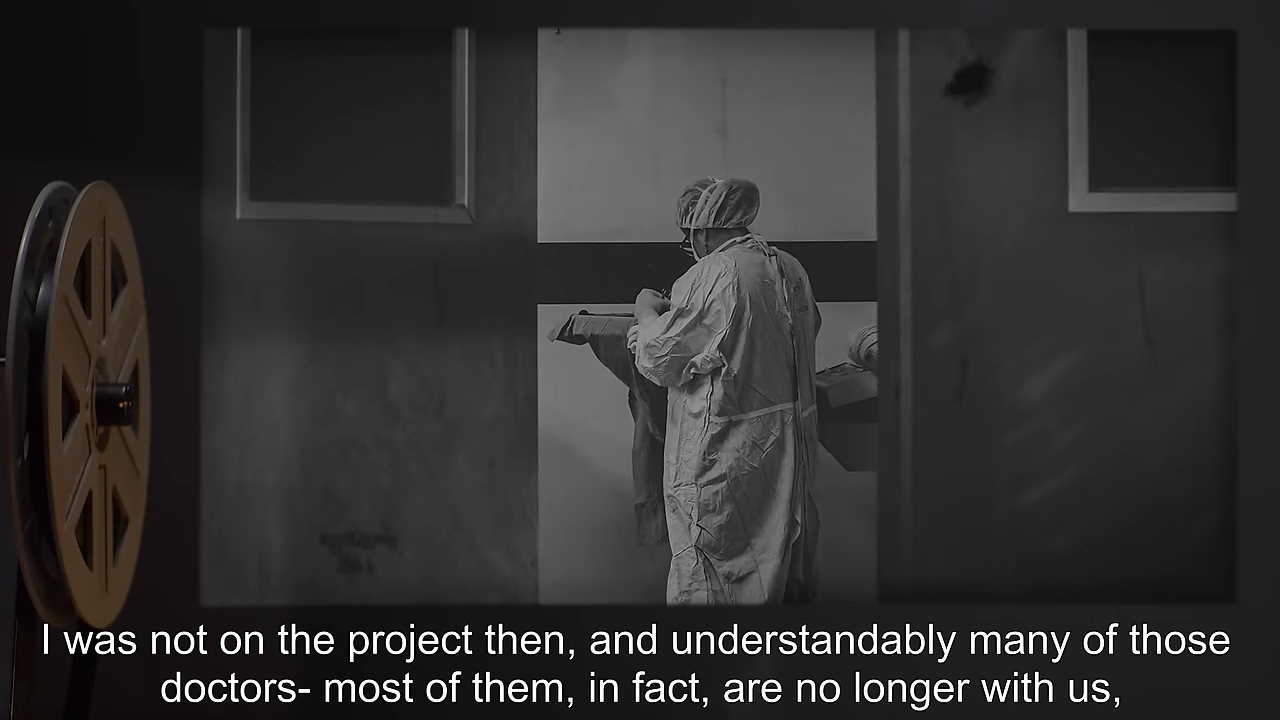 I was not on the project then, and understandably many of those
doctors- most of them, in fact, are no longer with us,